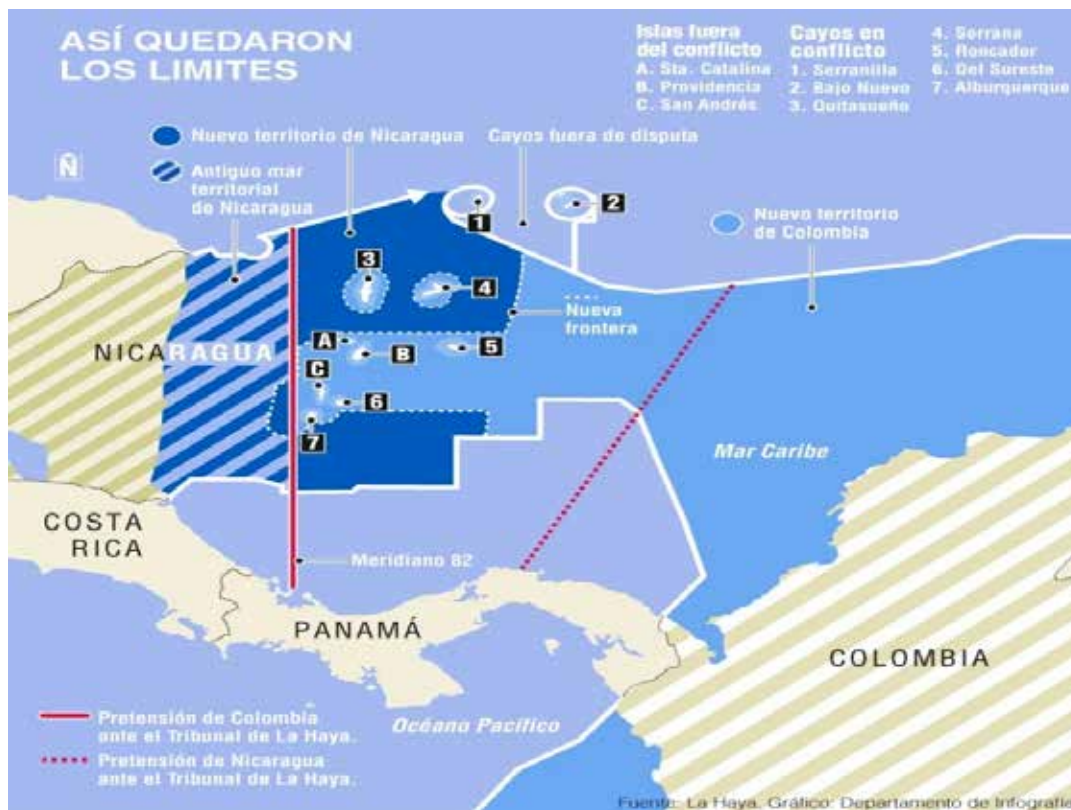 ASÍ QUEDARON
LOS LIMITES
Islas fuera
del conflicto
A. Sta. Catalina
B. Providencia
C. San Andrés
Cayos en
conflicto
1. Serranilla
2. Bajo Nuevo
3. Quitasueño
4. Serrana
5. Roncador
6. Del Sureste
7. Alburquerque
Ñ
Nuevo territorio de Nicaragua
Antiguo mar
territorial
de Nicaragua
Cayos fuera de disputa
1
2
Nuevo territorio
de Colombia
3
4
Nueva
frontera
NICARAGUA
A
B
5
C
6
7
Mar Caribe
COSTA
RICA
Meridiano 82
PANAMÁ
COLOMBIA
Océano Pacífico
Pretensión de Colombia
ante el Tribunal de La Haya.
Pretensión de Nicaragua
ante el Tribunal de La Haya.
Fuente: La Haya. Gráfico: Departamento de Infografía